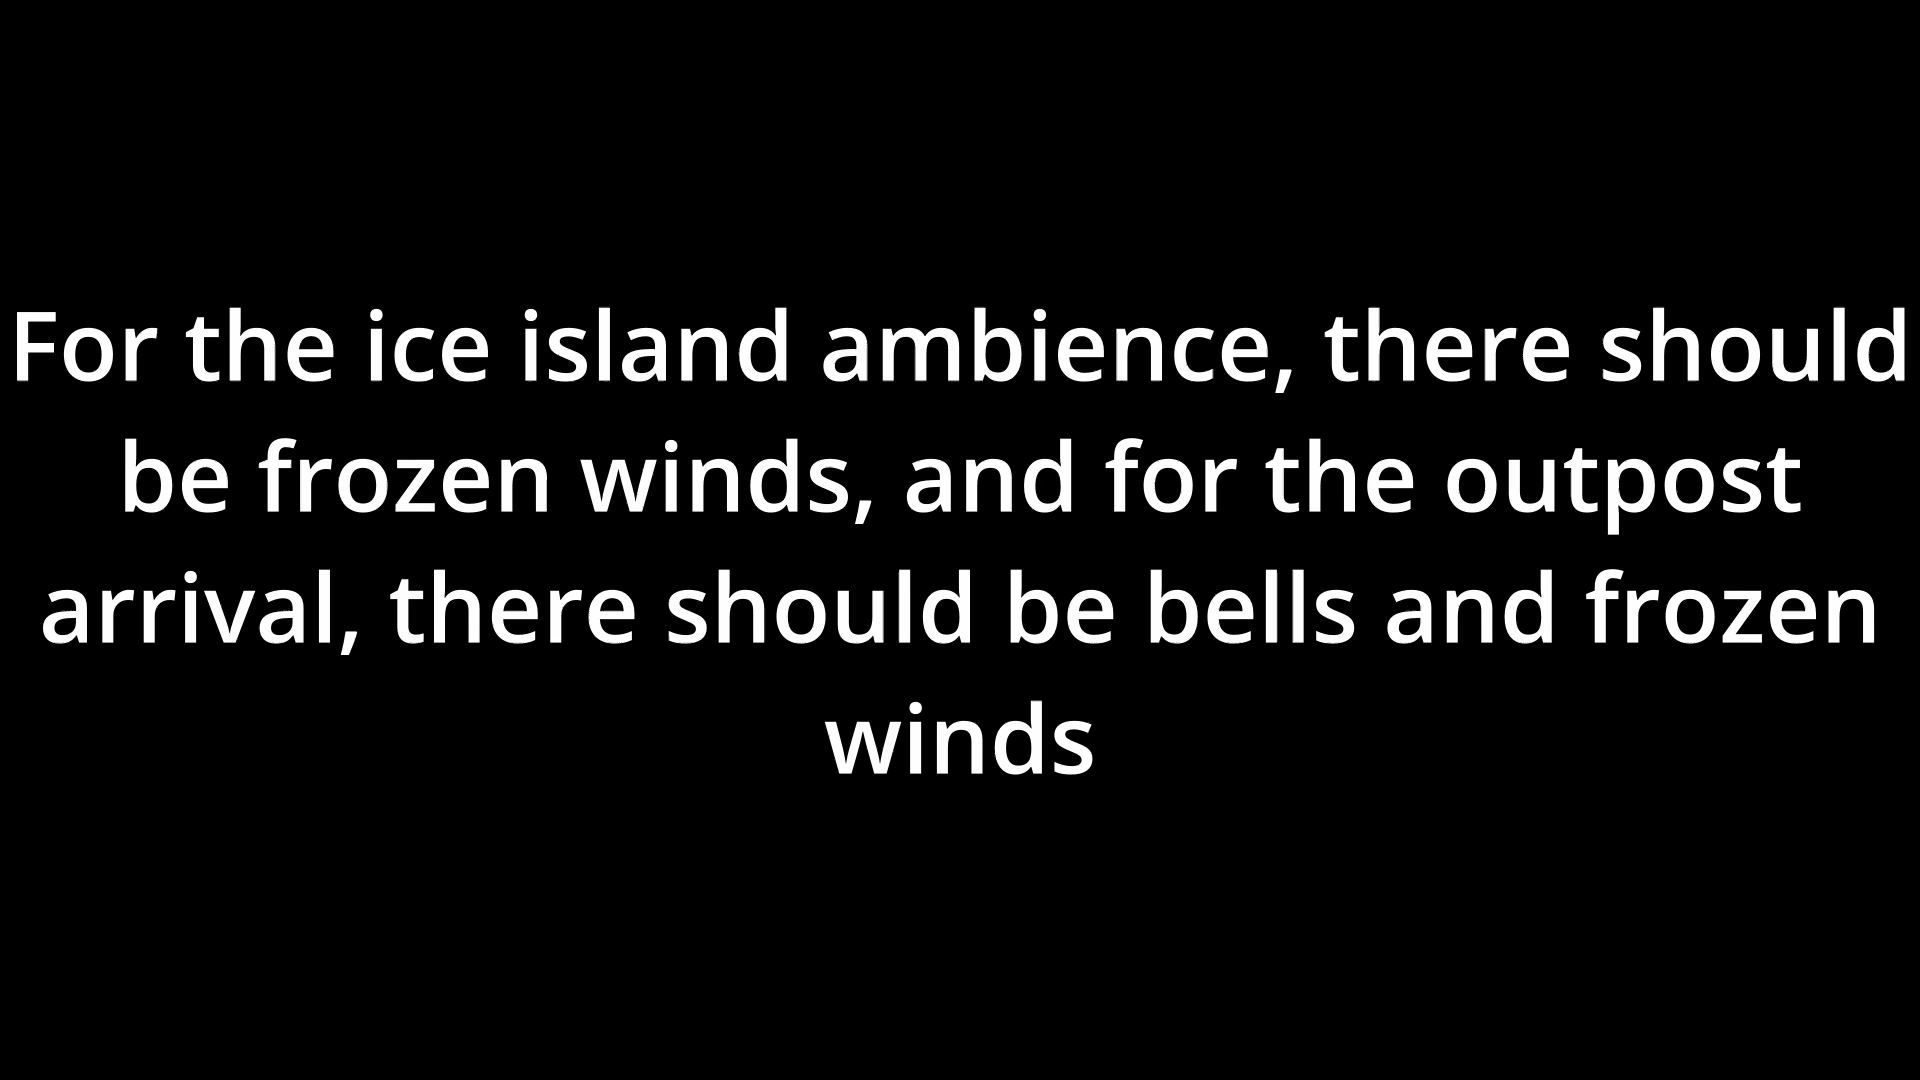 For the ice island ambience, there should
be frozen winds, and for the outpost
arrival, there should be bells and frozen
winds